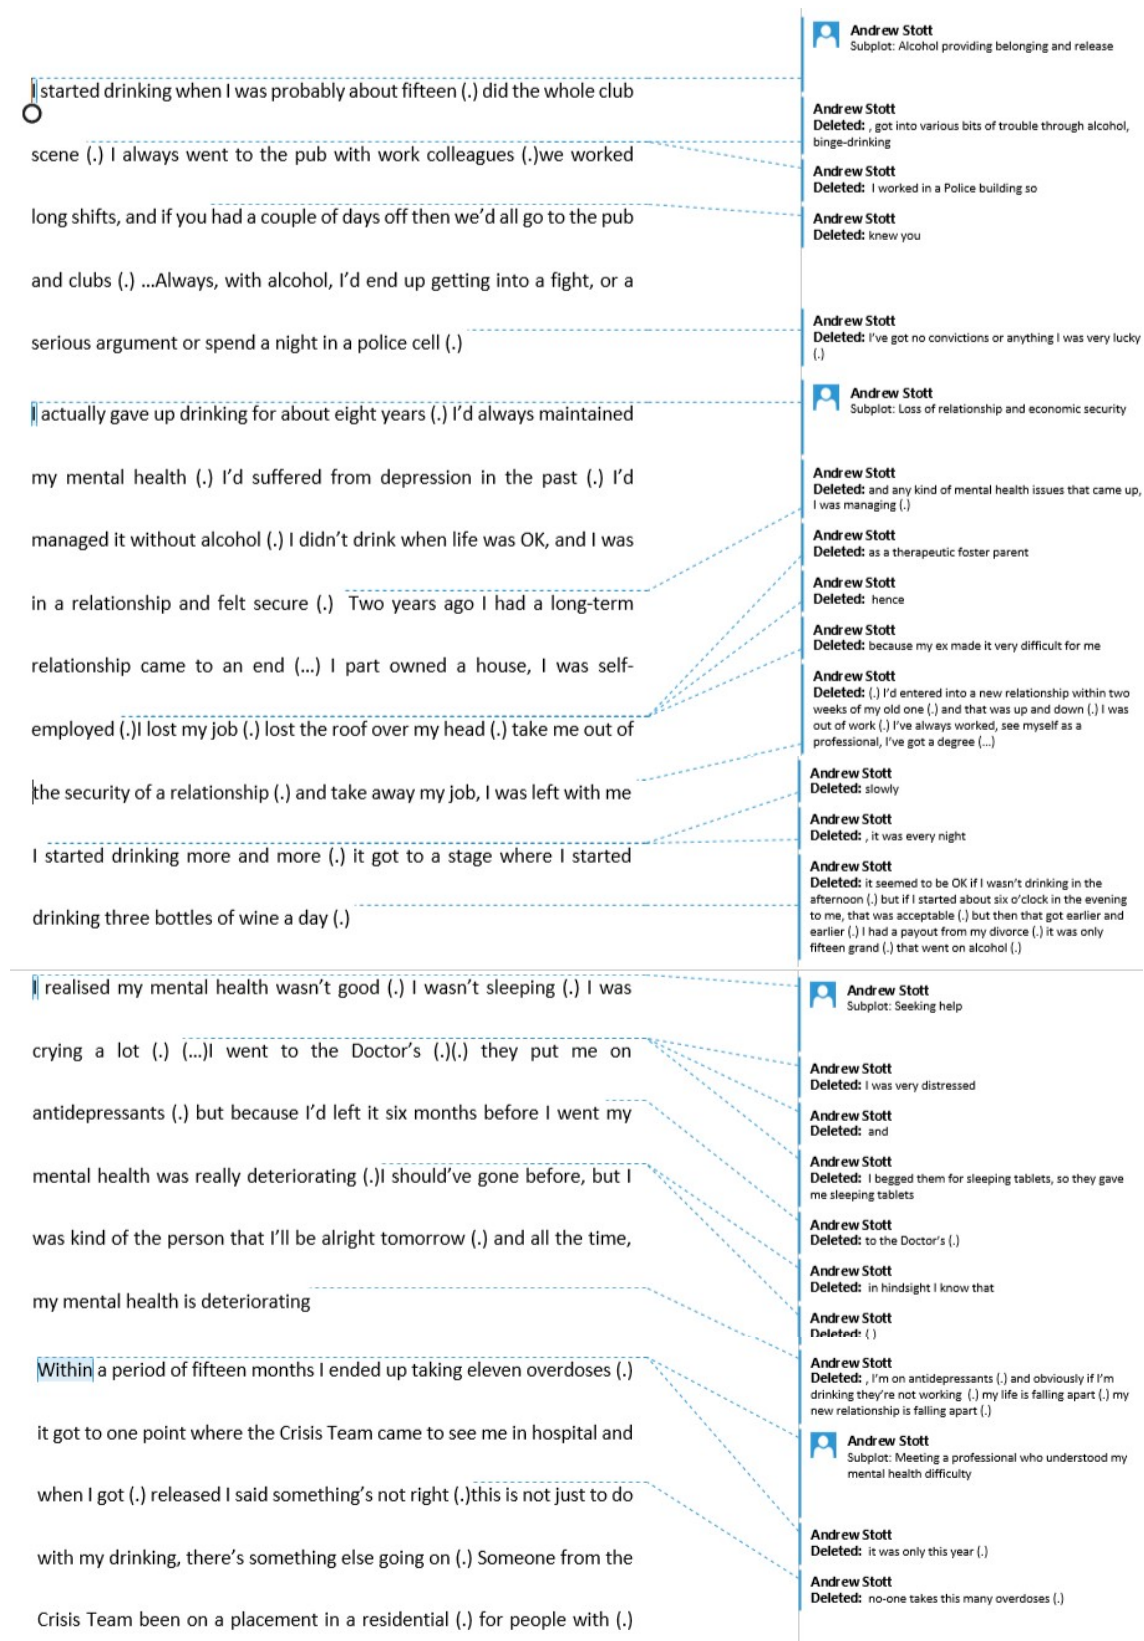 I started drinking when I was probably about fifteen (.) did the whole club
scene (.) I always went to the pub with work colleagues (.)we worked
long shifts, and if you had a couple of days off then we'd all go to the pub
and clubs (.) ...Always, with alcohol, I'd end up getting into a fight, or a
serious argument or spend a night in a police cell (.)
I actually gave up drinking for about eight years (.) I'd always maintained
my mental health (.) I'd suffered from depression in the past (.) I'd
managed it without alcohol (.) I didn't drink when life was OK, and I was
in a relationship and felt secure (.) Two years ago I had a long-term
relationship came to an end (...) I part owned a house, I was self-
employed (.)I lost my job (.) lost the roof over my head (.) take me out of
the security of a relationship (.) and take away my job, I was left with me
I started drinking more and more (.) it got to a stage where I started
drinking three bottles of wine a day (.)
I realised my mental health wasn't good (.) I wasn't sleeping (.) I was
crying a lot (.) (...)I went to the Doctor's (.)(.) they put me on
antidepressants (.) but because I'd left it six months before I went my
mental health was really deteriorating (.)I should've gone before, but I
was kind of the person that I'll be alright tomorrow (.) and all the time,
my mental health is deteriorating
Within a period of fifteen months I ended up taking eleven overdoses (.)
it got to one point where the Crisis Team came to see me in hospital and
when I got (.) released I said something's not right (.)this is not just to do
with my drinking, there's something else going on (.) Someone from the
Crisis Team been on a placement in a residential (.) for people with (.)
Andrew Stott
Subplot: Alcohol providing belonging and release
Andrew Stott
Deleted: , got into various bits of trouble through alcohol,
binge-drinking
Andrew Stott
Deleted: I worked in a Police building so
Andrew Stott
Deleted: knew you
Andrew Stott
Deleted: I've got no convictions or anything I was very lucky
(.)
Andrew Stott
Subplot: Loss of relationship and economic security
Andrew Stott
Deleted: and any kind of mental health issues that came up,
I was managing (.)
Andrew Stott
Deleted: as a therapeutic foster parent
Andrew Stott
Deleted: hence
Andrew Stott
Deleted: because my ex made it very difficult for me
Andrew Stott
Deleted: (.) I'd entered into a new relationship within two
weeks of my old one (.) and that was up and down (.) I was
out of work (.) I've always worked, see myself as a
professional, I've got a degree (...)
Andrew Stott
Deleted: slowly
Andrew Stott
Deleted: , it was every night
Andrew Stott
Deleted: it seemed to be OK if I wasn't drinking in the
afternoon (.) but if I started about six o'clock in the evening
to me, that was acceptable (.) but then that got earlier and
earlier (.) I had a payout from my divorce (.) it was only
fifteen grand (.) that went on alcohol (.)
Andrew Stott
Subplot: Seeking help
Andrew Stott
Deleted: I was very distressed
Andrew Stott
Deleted: and
Andrew Stott
Deleted: I begged them for sleeping tablets, so they gave
me sleeping tablets
Andrew Stott
Deleted: to the Doctor's (.)
Andrew Stott
Deleted: in hindsight I know that
Andrew Stott
Deleted: ( )
Andrew Stott
Deleted: , I'm on antidepressants (.) and obviously if I'm
drinking they're not working (.) my life is falling apart (.) my
new relationship is falling apart (.)
Andrew Stott
Subplot: Meeting a professional who understood my
mental health difficulty
Andrew Stott
Deleted: it was only this year (.)
Andrew Stott
Deleted: no-one takes this many overdoses (.)